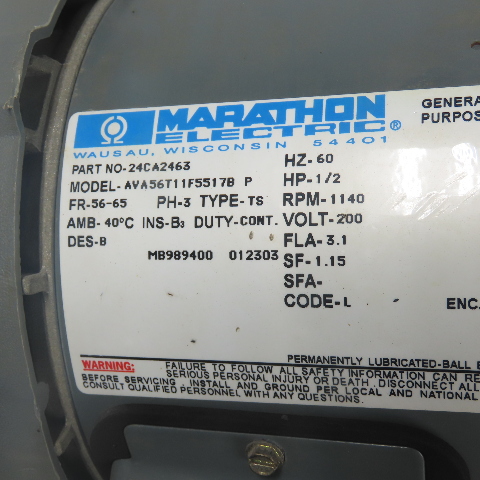 MARATHON
ELECTRIC®
WAUSAU, WISCONSIN 54401
GENERA
PURPOS
PART NO-24CA2463
MODEL-AVA56T11F5517B P
FR-56-65 PH-3 TYPE-TS
AMB-40°C INS-B3 DUTY-CONT.
DES-B
MB989400 012303
HZ-60
HP-1/2
RPM-1140
VOLT-200
FLA-3.1
SF-1.15
SFA-
CODE-L
ENC.
PERMANENTLY LUBRICATED-BALL B
WARNING: FAILURE TO FOLLOW ALL SAFETY INFORMATION CAN RE
SERIOUS PERSONAL INJURY OR DEATH. DISCONNECT ALL
BEFORE SERVICING. INSTALL AND GROUND PER LOCAL AND NATIONAL
CONSULT QUALIFIED PERSONNEL WITH ANY QUESTIONS.